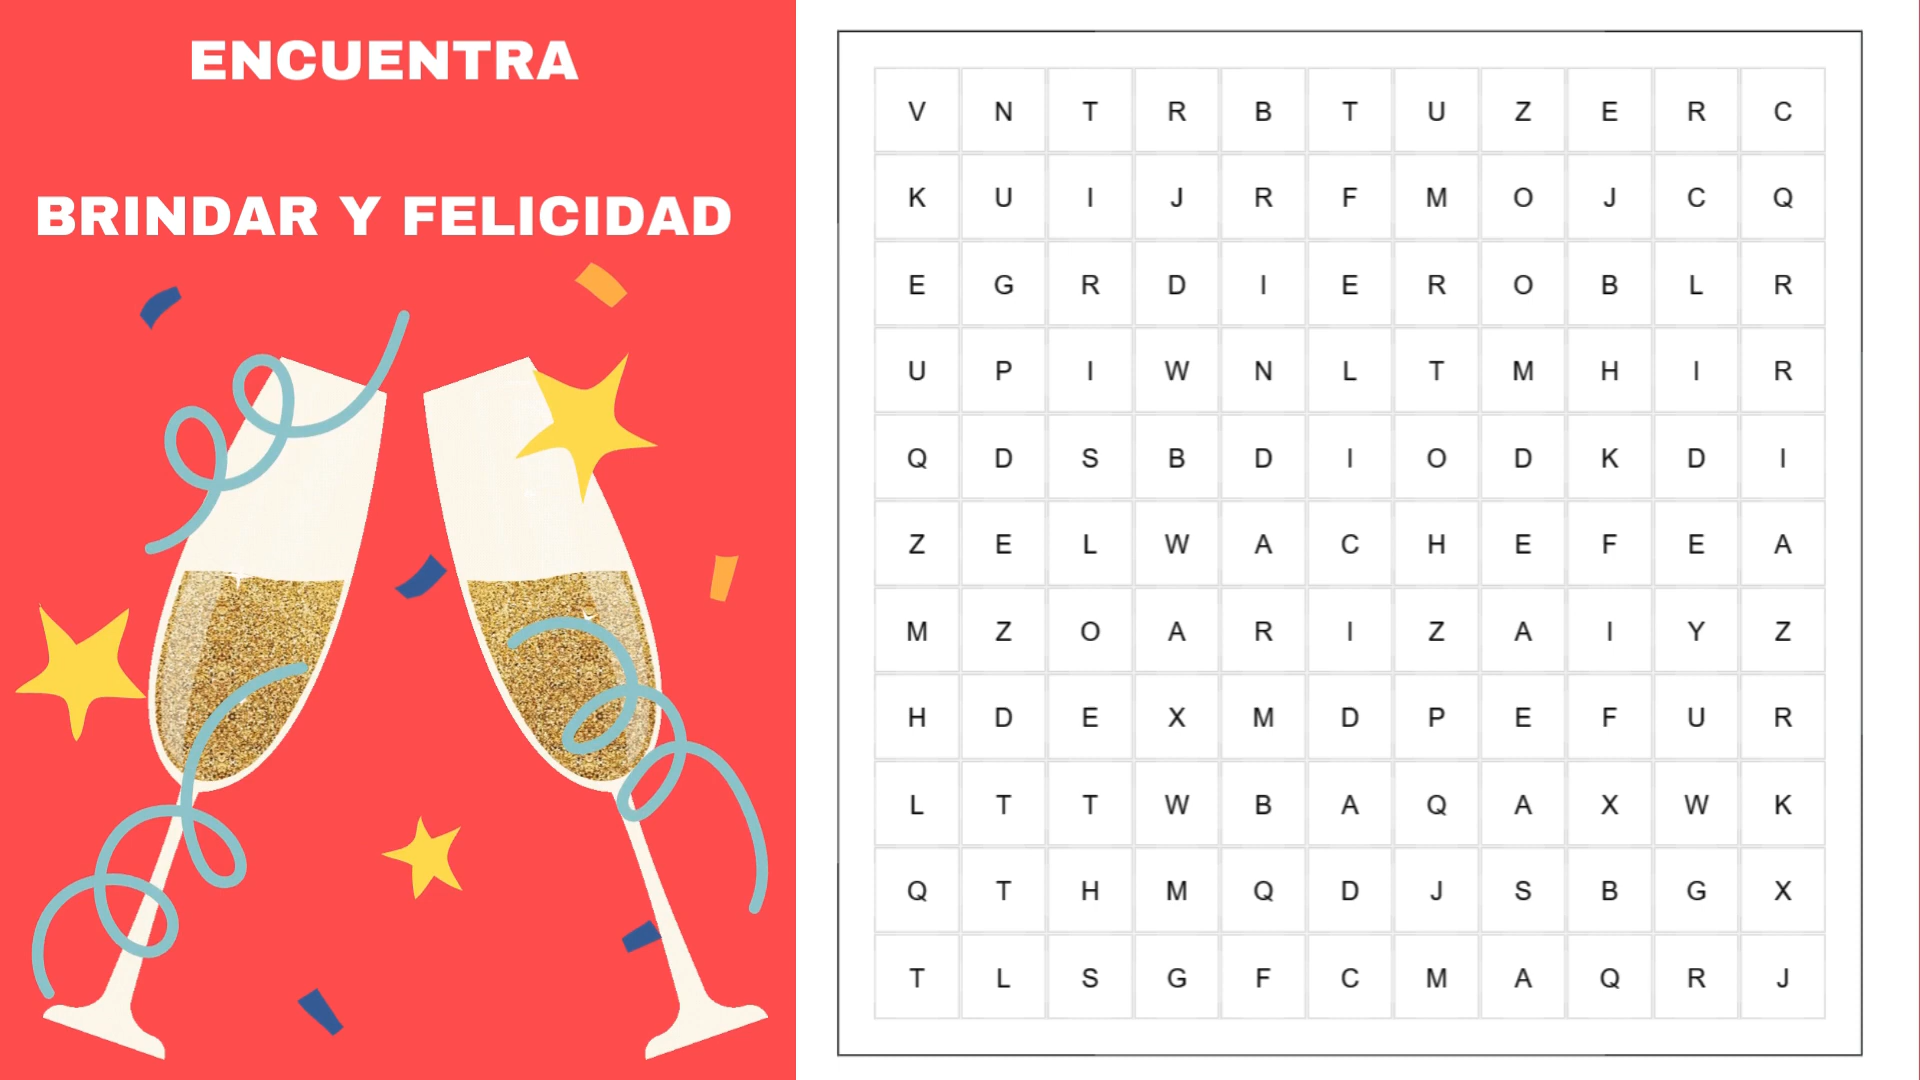 ENCUENTRA
BRINDAR Y FELICIDAD
V N T R B T U Z E R C
K U I J R F M O J C Q
E G R D I E R O B L R
U P I W N L T M H I R
Q D S B D I O D K D I
Z E L W A C H E F E A
M Z O A R I Z A I Y Z
H D E X M D P E F U R
L T T W B A Q A X W K
Q T H M Q D J S B G X
T L S G F C M A Q R J